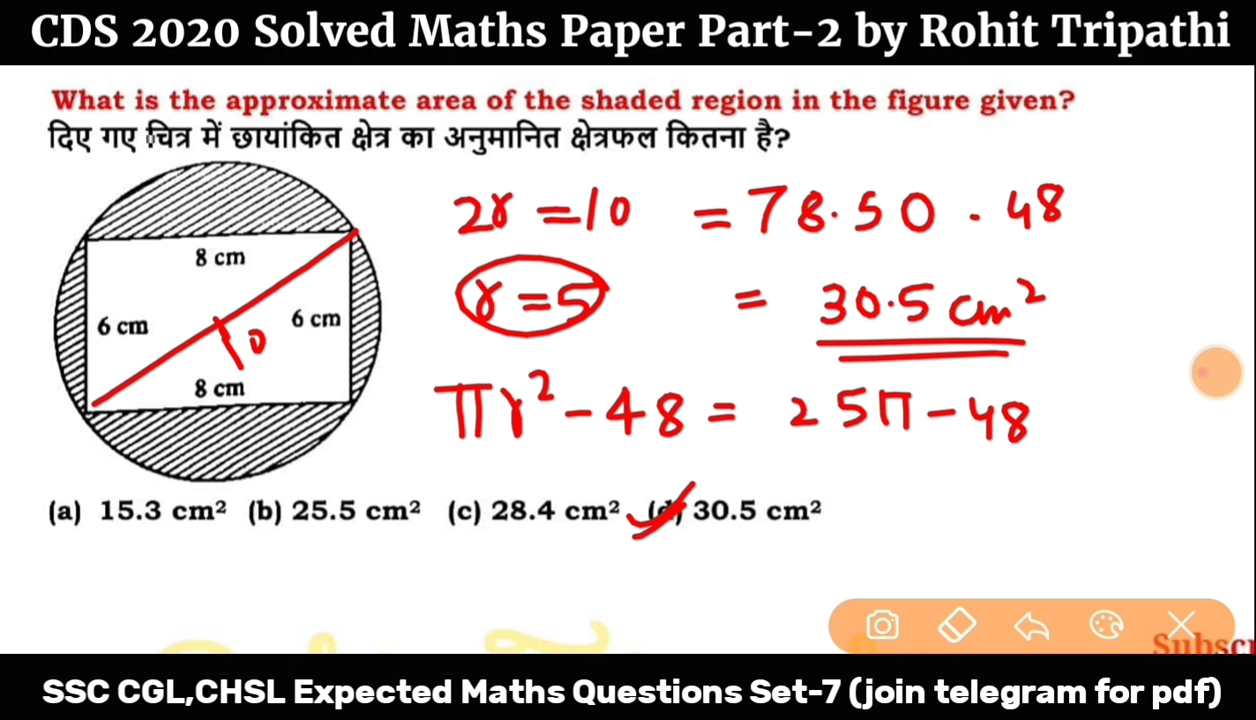 CDS 2020 Solved Maths Paper Part-2 by Rohit Tripathi
What is the approximate area of the shaded region in the figure given?
दिए गए चित्र में छायांकित क्षेत्र का अनुमानित क्षेत्रफल कितना है?
8 cm
6 cm
6 cm
8 cm
10
2r = 10
= 78.50 - 48
r = 5
= 30.5 cm²
πr² - 48 = 25π - 48
(a) 15.3 cm² (b) 25.5 cm² (c) 28.4 cm² (d) 30.5 cm²
SSC CGL,CHSL Expected Maths Questions Set-7 (join telegram for pdf)